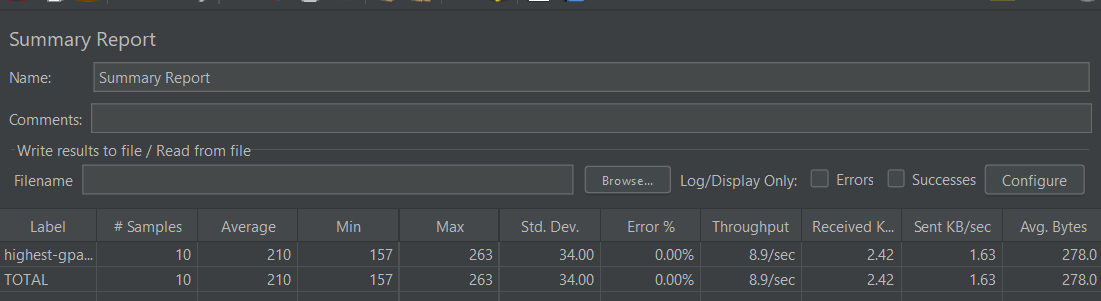 Summary Report
Name: Summary Report
Comments:
Write results to file / Read from file
Filename Browse... Log/Display Only: Errors Successes Configure
Label # Samples Average Min Max Std. Dev. Error % Throughput Received K... Sent KB/sec Avg. Bytes
highest-gpa... 10 210 157 263 34.00 0.00% 8.9/sec 2.42 1.63 278.0
TOTAL 10 210 157 263 34.00 0.00% 8.9/sec 2.42 1.63 278.0